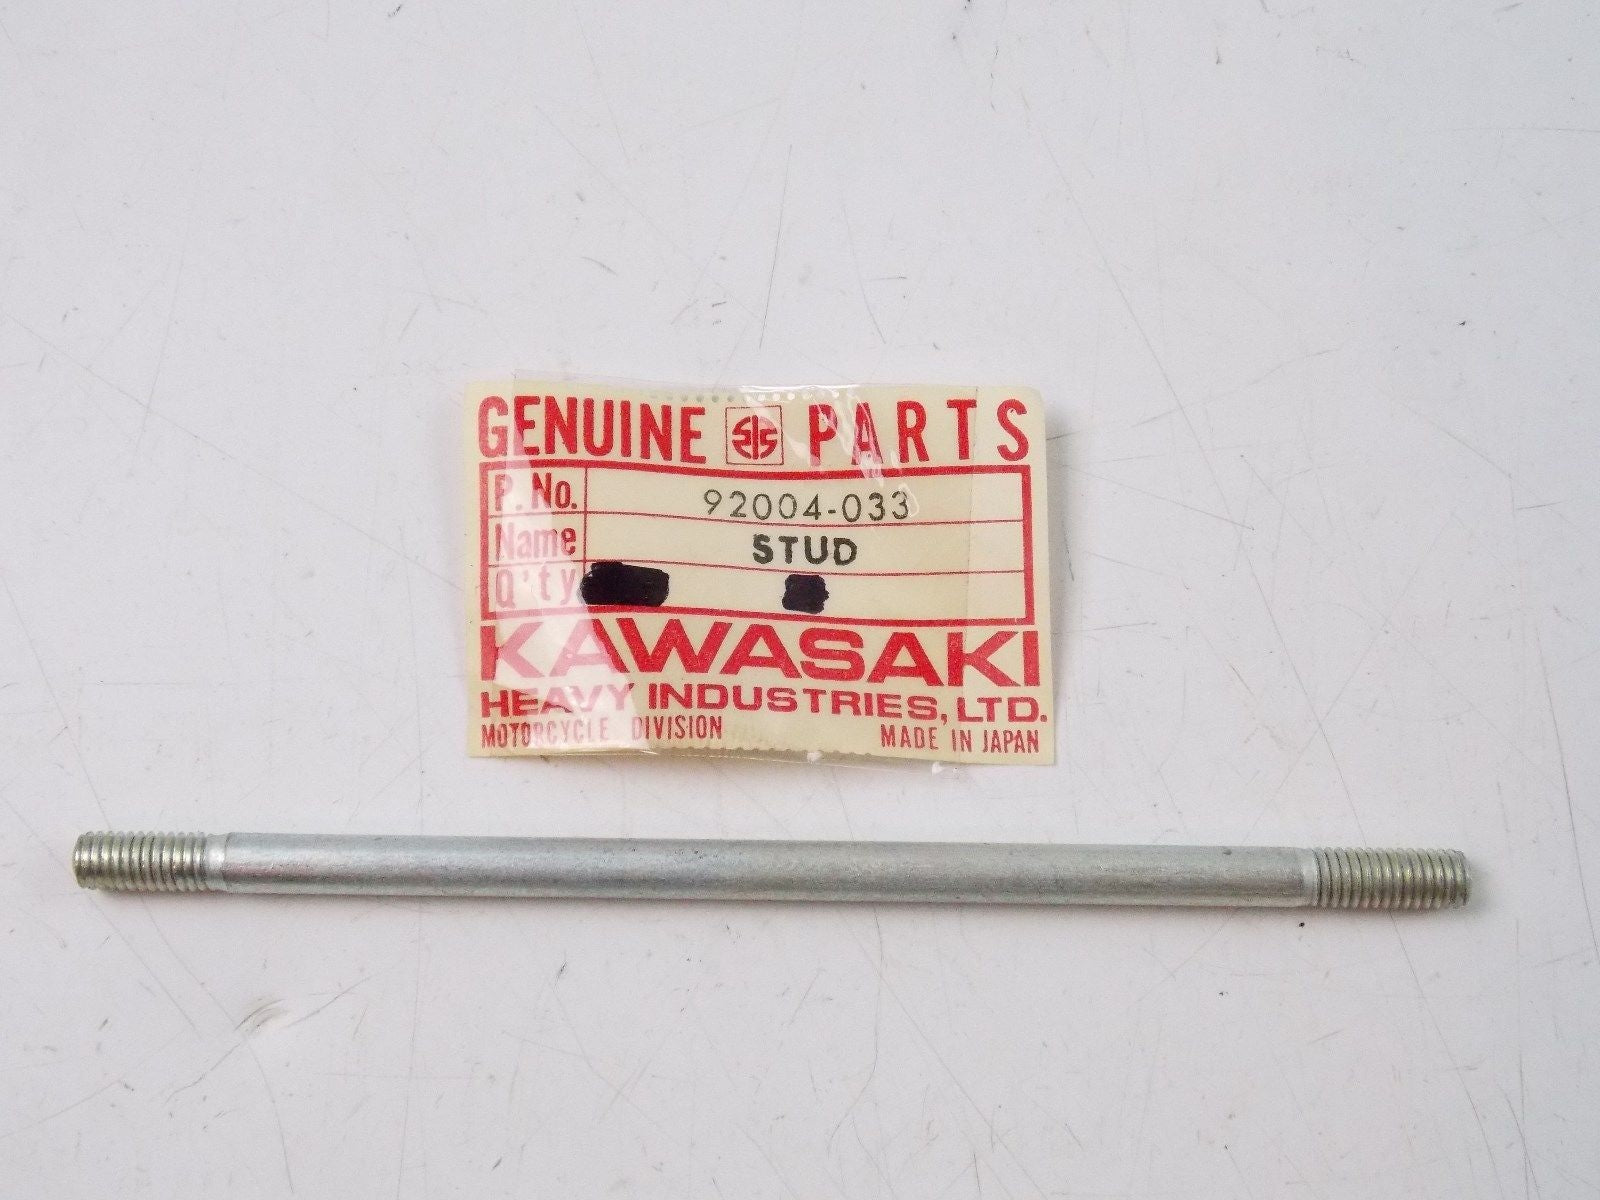 GENUINE PARTS
P. No. 92004-033
Name STUD
Q'ty
KAWASAKI
HEAVY INDUSTRIES, LTD.
MOTORCYCLE DIVISION MADE IN JAPAN